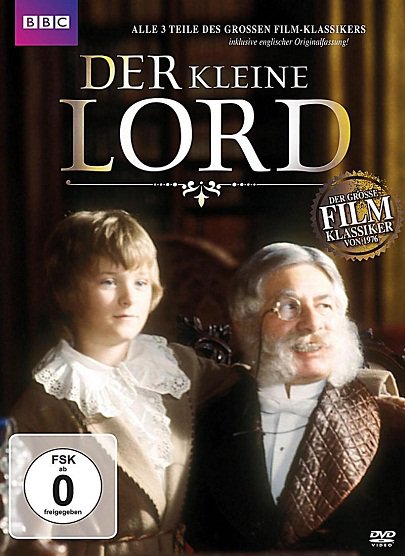 BBC
ALLE 3 TEILE DES GROSSEN FILM-KLASSIKERS
inklusive englischer Originalfassung!
DER KLEINE
LORD
DER GROSSE
FILM
KLASSIKER
VON 1976
FSK
ab
0
freigegeben
DVD
VIDEO